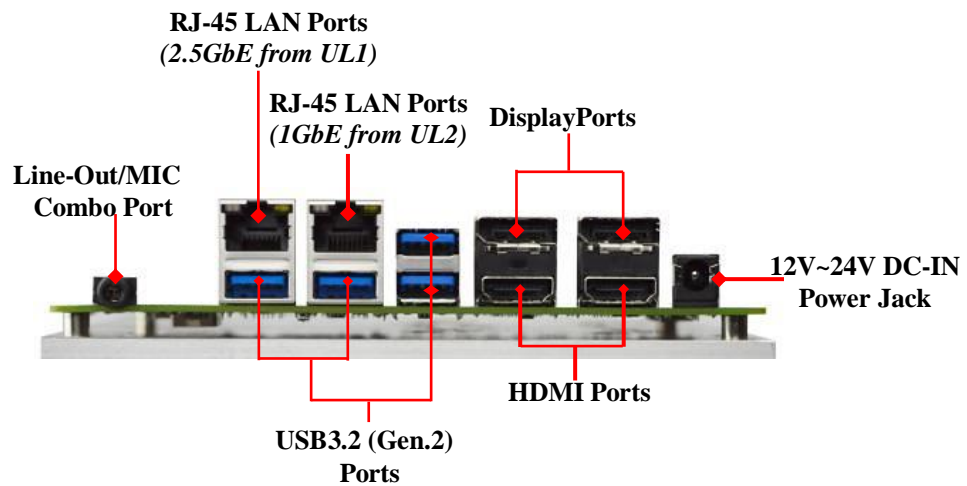 RJ-45 LAN Ports
(2.5GbE from UL1)
RJ-45 LAN Ports
(1GbE from UL2)
DisplayPorts
Line-Out/MIC
Combo Port
12V~24V DC-IN
Power Jack
HDMI Ports
USB3.2 (Gen.2)
Ports